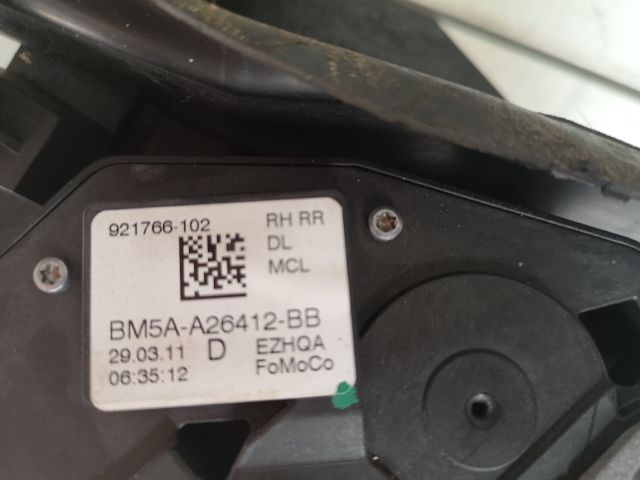 921766-102 RH RR
DL
MCL
BM5A-A26412-BB
29.03.11 D EZHQA
06:35:12 FoMoCo